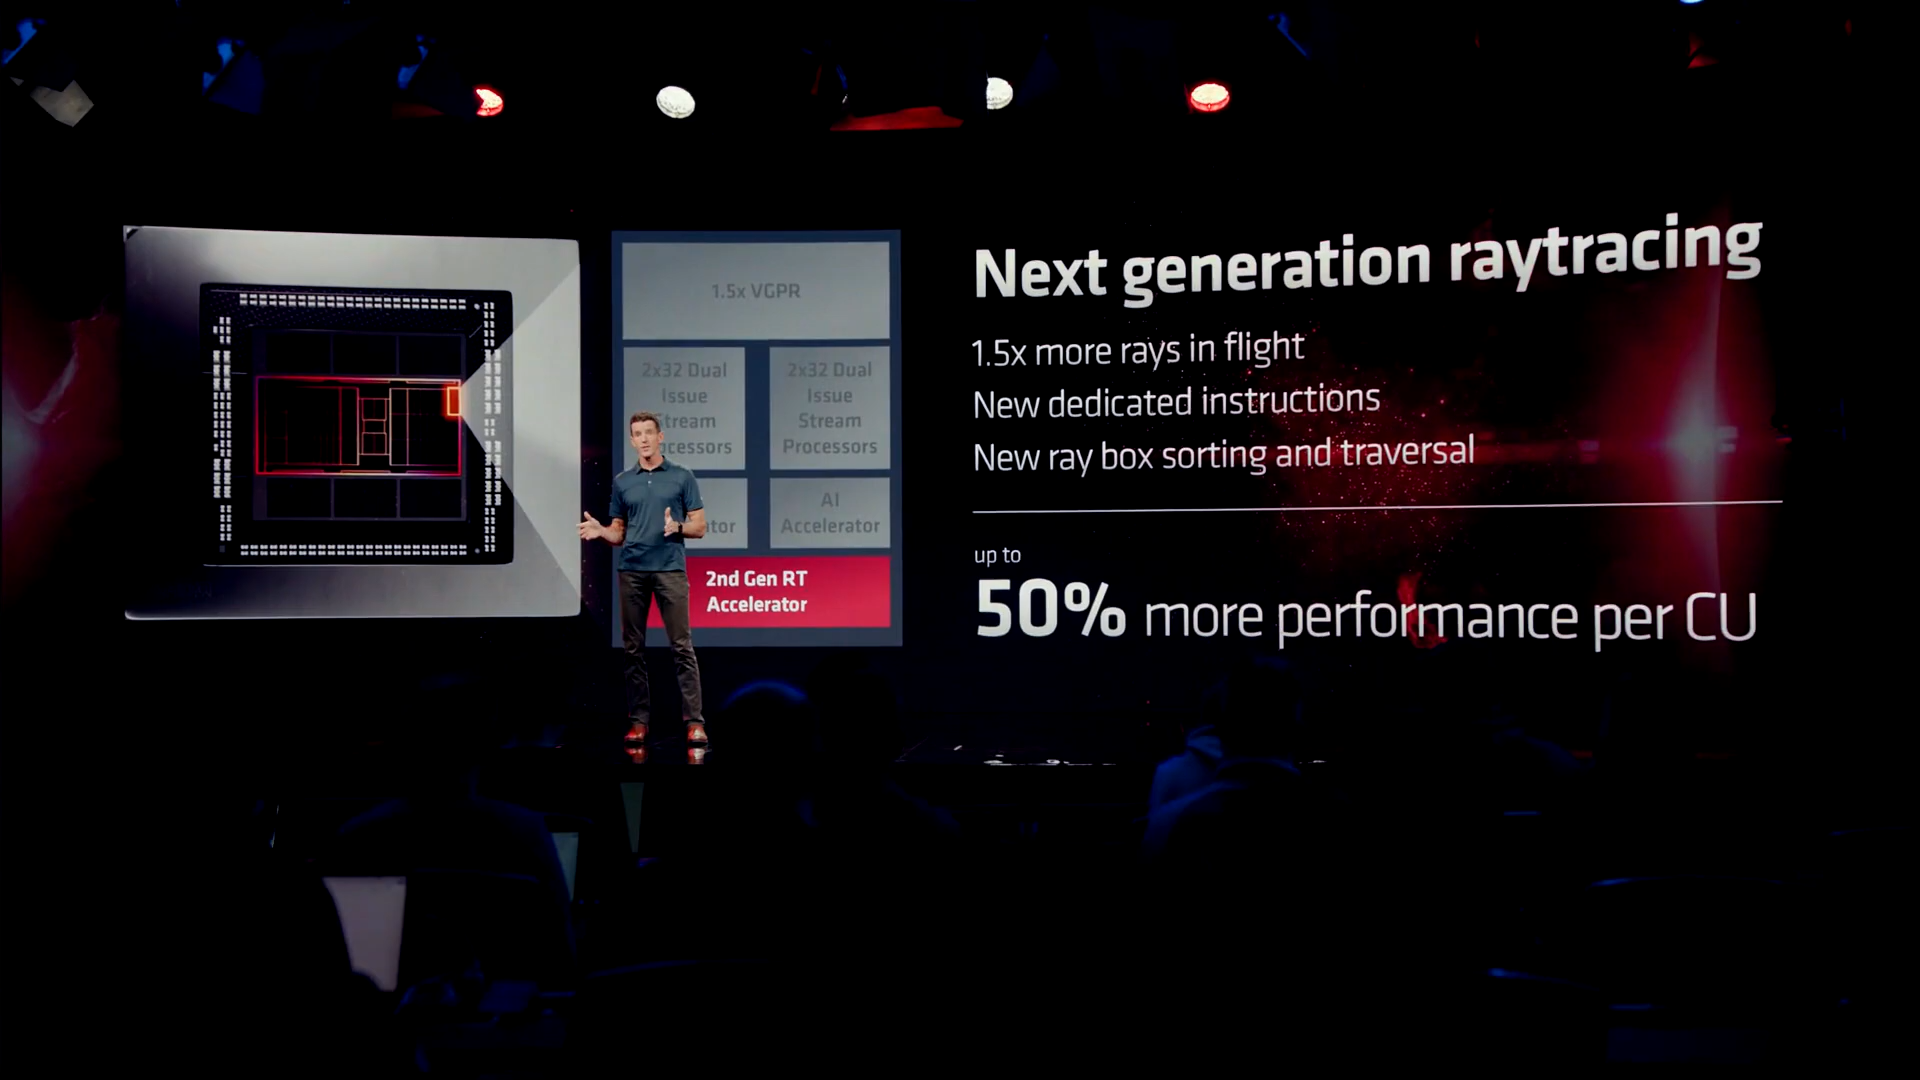 1.5x VGPR
2x32 Dual
Issue
Stream
cessors
2x32 Dual
Issue
Stream
Processors
AI
Accelerator
2nd Gen RT
Accelerator
Next generation raytracing
1.5x more rays in flight
New dedicated instructions
New ray box sorting and traversal
up to
50% more performance per CU